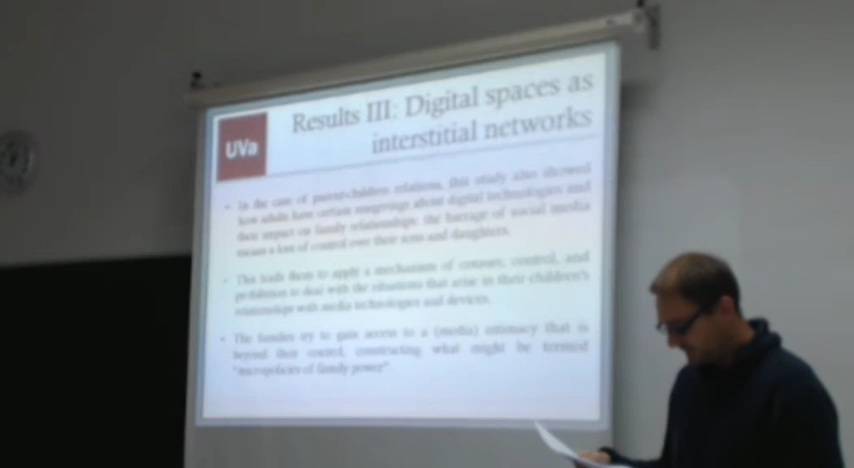 Results III: Digital spaces as
interstitial networks
UVa
In the case of parent-children relations, this study also showed
how adults have certain misgivings about digital technologies and
their impact on family relationships: the barrage of social media
means a loss of control over their sons and daughters.
This leads them to apply a mechanism of censure, control, and
prohibition to deal with the situations that arise in their children's
relationships with media technologies and devices.
The families try to gain access to a (media) intimacy that is
beyond their control, constructing what might be termed
"micropolitics of family power"